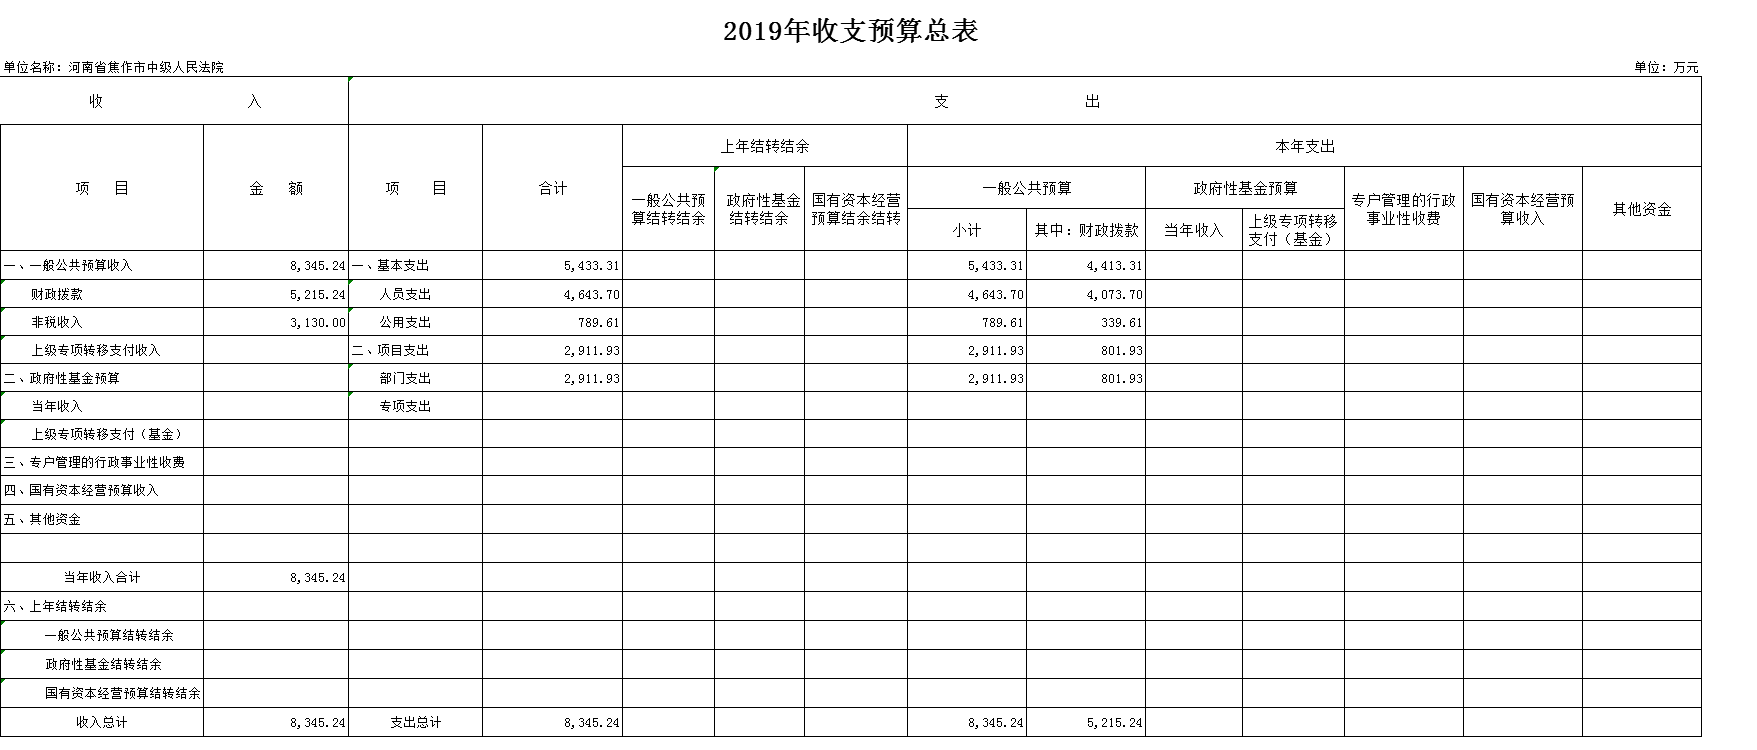 2019年收支预算总表
单位名称：河南省焦作市中级人民法院 单位：万元
收 入 支 出
项 目 金 额 项 目 合计 上年结转结余 本年支出
一般公共预算结转结余 政府性基金结转结余 国有资本经营预算结余结转 一般公共预算 政府性基金预算 专户管理的行政事业性收费 国有资本经营预算收入 其他资金
小计 其中：财政拨款 当年收入 上级专项转移支付（基金）
一、一般公共预算收入 8,345.24 一、基本支出 5,433.31 5,433.31 4,413.31
财政拨款 5,215.24 人员支出 4,643.70 4,643.70 4,073.70
非税收入 3,130.00 公用支出 789.61 789.61 339.61
上级专项转移支付收入 二、项目支出 2,911.93 2,911.93 801.93
二、政府性基金预算 部门支出 2,911.93 2,911.93 801.93
当年收入 专项支出
上级专项转移支付（基金）
三、专户管理的行政事业性收费
四、国有资本经营预算收入
五、其他资金
当年收入合计 8,345.24
六、上年结转结余
一般公共预算结转结余
政府性基金结转结余
国有资本经营预算结转结余
收入总计 8,345.24 支出总计 8,345.24 8,345.24 5,215.24